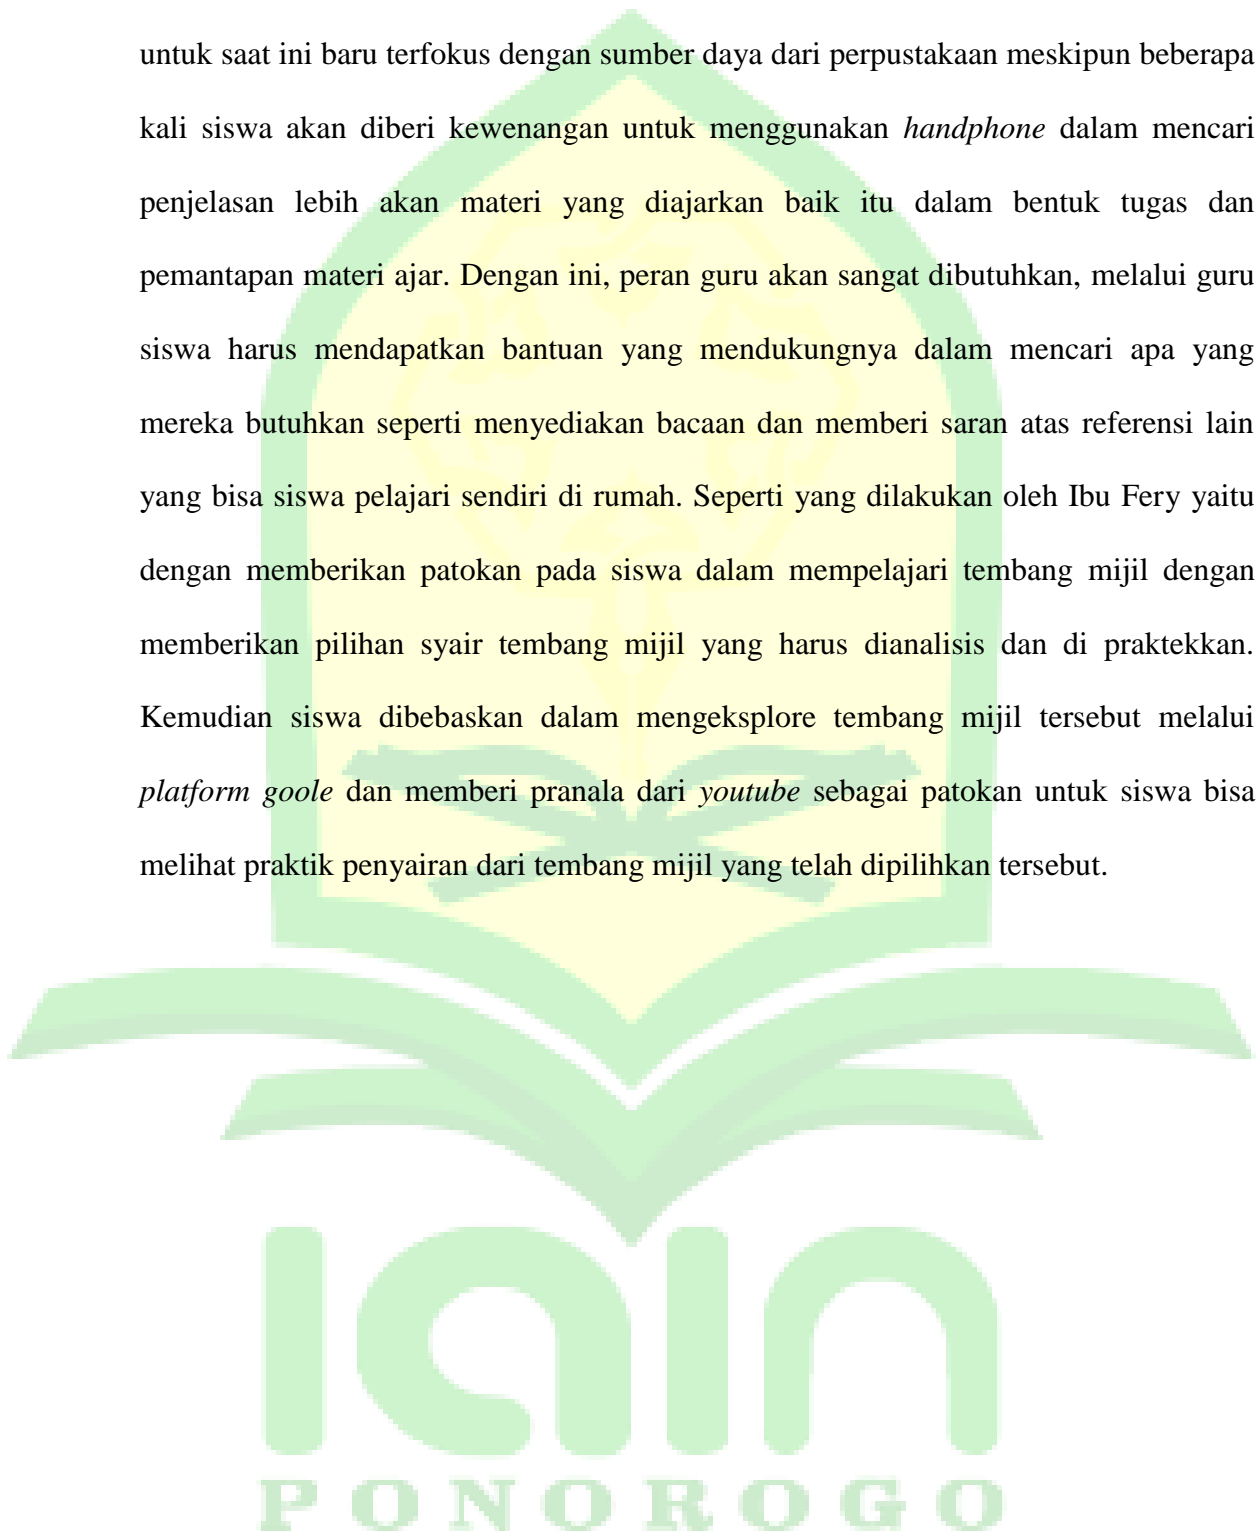 untuk saat ini baru terfokus dengan sumber daya dari perpustakaan meskipun beberapa
kali siswa akan diberi kewenangan untuk menggunakan handphone dalam mencari
penjelasan lebih akan materi yang diajarkan baik itu dalam bentuk tugas dan
pemantapan materi ajar. Dengan ini, peran guru akan sangat dibutuhkan, melalui guru
siswa harus mendapatkan bantuan yang mendukungnya dalam mencari apa yang
mereka butuhkan seperti menyediakan bacaan dan memberi saran atas referensi lain
yang bisa siswa pelajari sendiri di rumah. Seperti yang dilakukan oleh Ibu Fery yaitu
dengan memberikan patokan pada siswa dalam mempelajari tembang mijil dengan
memberikan pilihan syair tembang mijil yang harus dianalisis dan di praktekkan.
Kemudian siswa dibebaskan dalam mengeksplore tembang mijil tersebut melalui
platform goole dan memberi pranala dari youtube sebagai patokan untuk siswa bisa
melihat praktik penyairan dari tembang mijil yang telah dipilihkan tersebut.
iain
PONOROGO